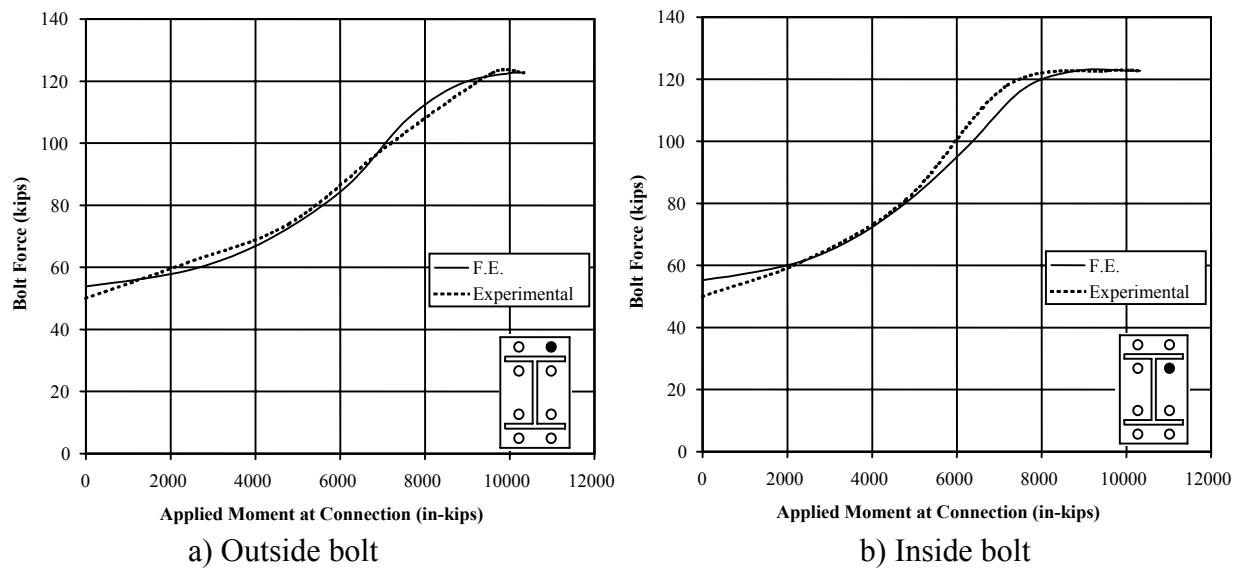 140
120
100
80
60
40
20
0
Bolt Force (kips)
F.E.
Experimental
0 2000 4000 6000 8000 10000 12000
Applied Moment at Connection (in-kips)
a) Outside bolt
140
120
100
80
60
40
20
0
Bolt Force (kips)
F.E.
Experimental
0 2000 4000 6000 8000 10000 12000
Applied Moment at Connection (in-kips)
b) Inside bolt